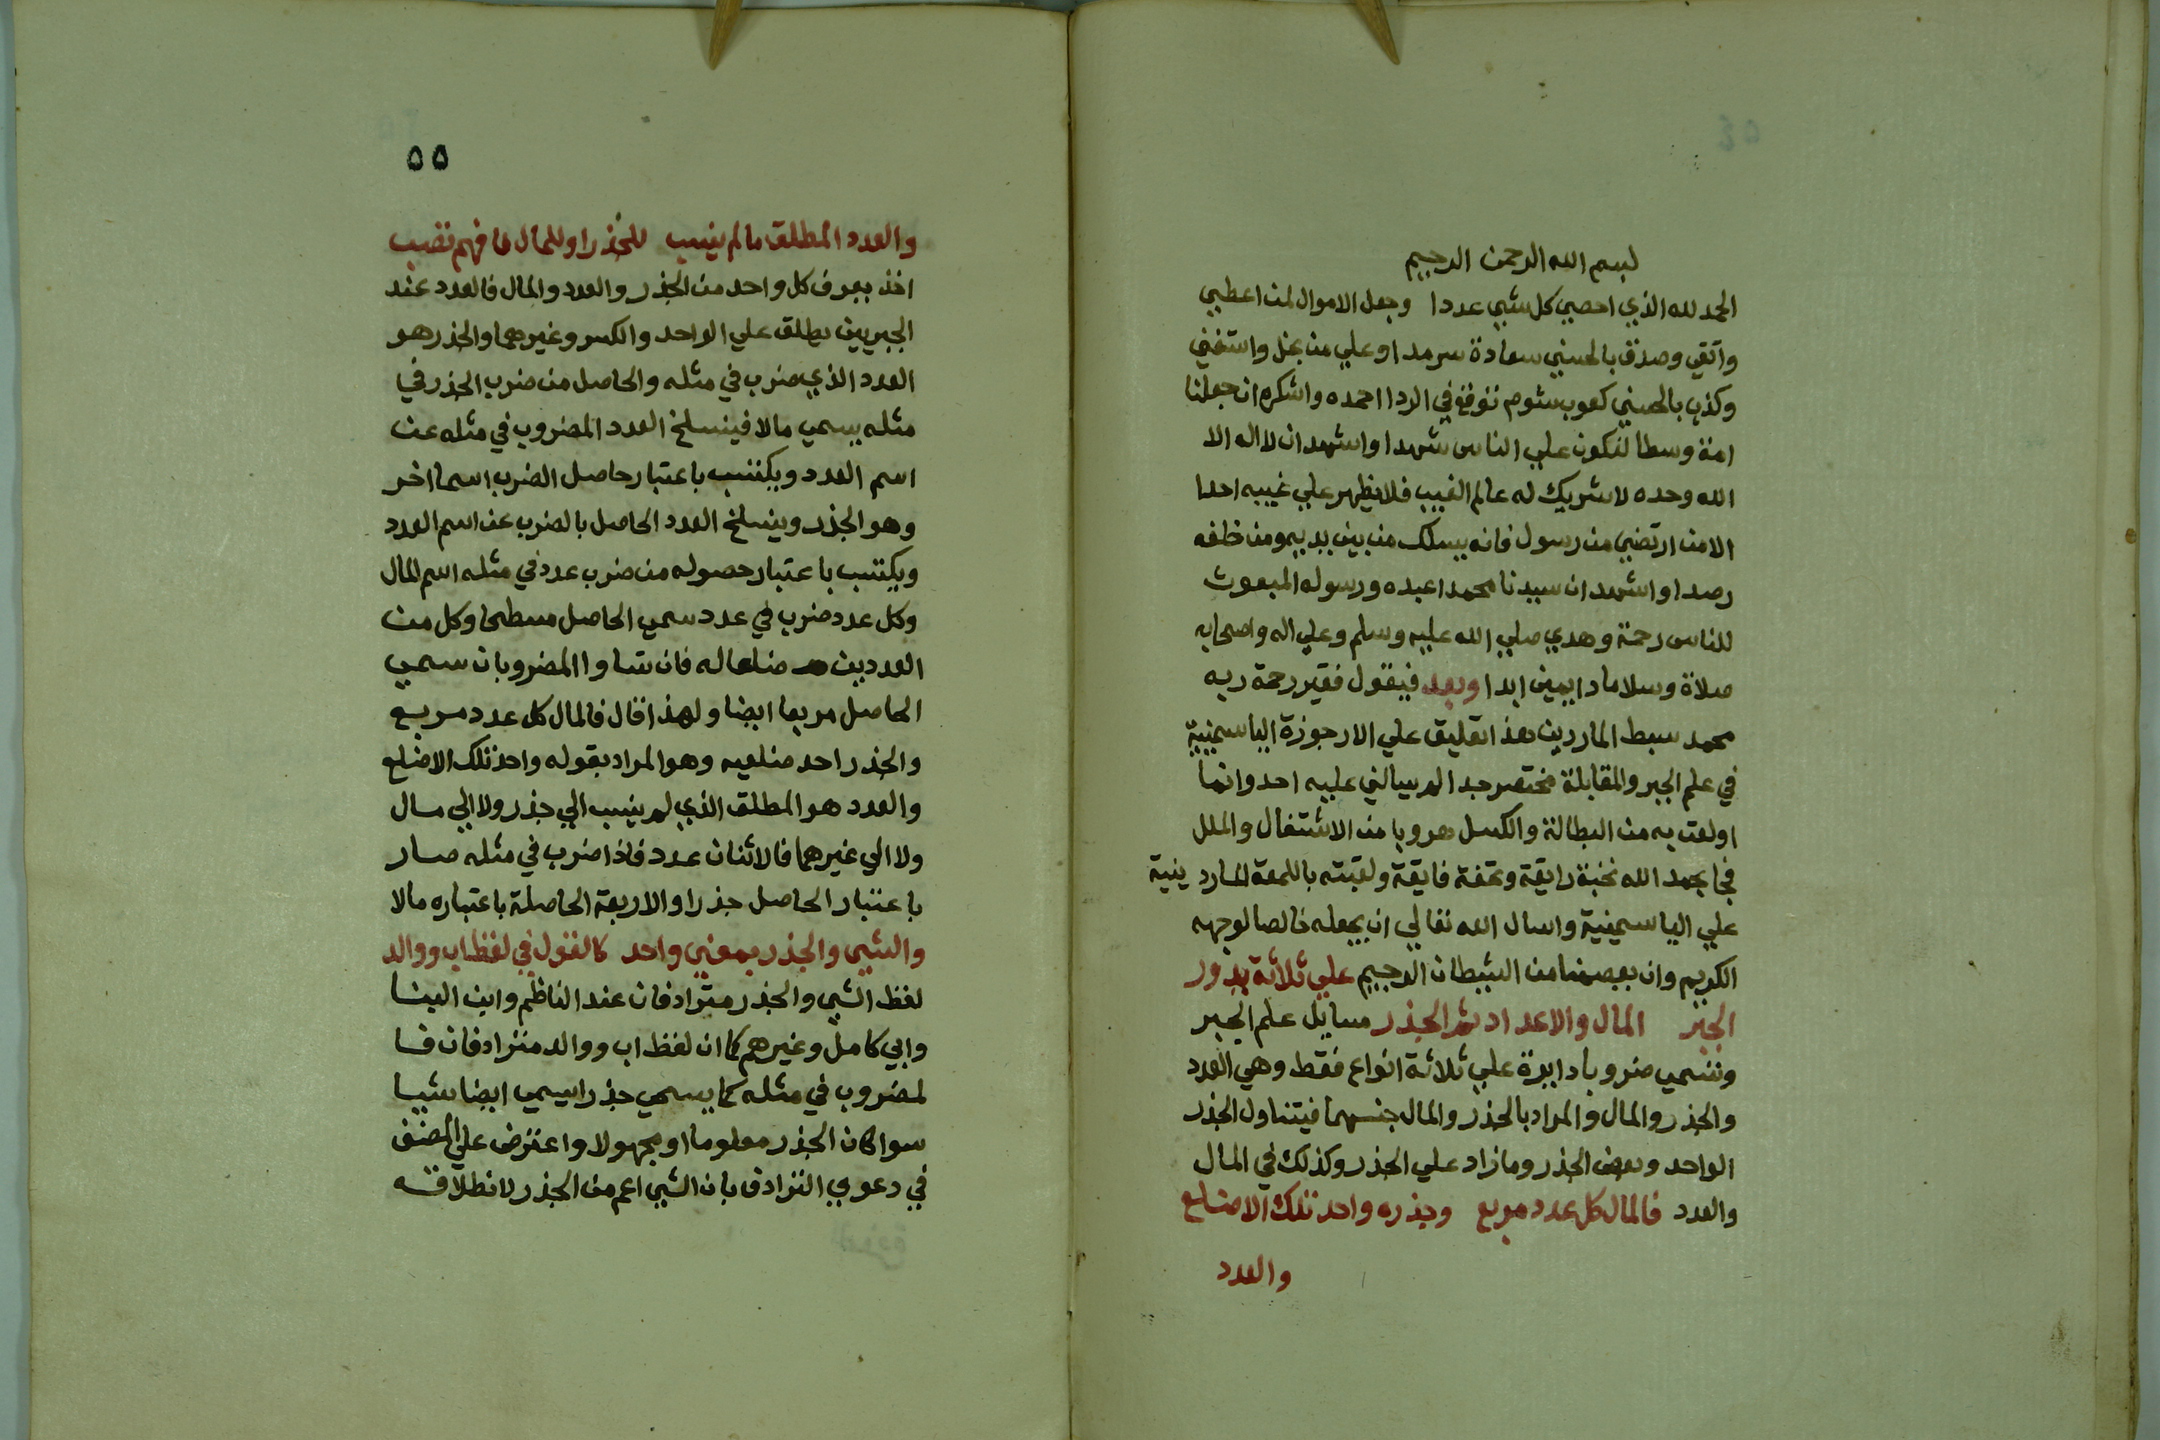 ٥٤
بسم الله الرحمن الرحيم
الحمد لله الذي احصي كل شي عددا وجعل الاموال لمن اعطي
واتقي وصدق بالحسني سعادة سرمدا وعلي من بخل واستغني
وكذب بالحسني كعوب شوم توقع في الردا احمده واشكره ان جعلنا
امة وسطا لنكون علي الناس شهدا واشهد ان لا اله الا
الله وحده لا شريك له عالم الغيب فلا يظهر علي غيبه احدا
الا من ارتضي من رسول فانه يسلك من بين يديه ومن خلفه
رصدا واشهد ان سيدنا محمدا عبده ورسوله المبعوث
للناس رحمة وهدي صلي الله عليه وسلم وعلي اله واصحابه
صلاة وسلاما دايمين ابدا وبعد فيقول فقير رحمة ربه
محمد سبط الماردين هذا تعليق علي الارجوزة الياسمينية
في علم الجبر والمقابلة مختصر جدا لم يسالني عليه احد وانما
اولعت به من البطالة والكسل هروبا من الاشتغال والملل
فجا بحمد الله نخبة رايقة وتحفة فايقة ولقبته باللمعة الماردينية
علي الياسمينية واسال الله تعالي ان يجعله خالصا لوجهه
الكريم وان يعصمنا من الشيطان الرجيم علي ثلاثة يدور
الجبر المال والاعداد ثم الجذر مسايل علم الجبر
وتسمي ضروبا دايرة علي ثلاثة انواع فقط وهي العدد
والجذر والمال والمراد بالجذر والمال جنسهما فيتناول الجذر
الواحد وبعض الجذر وما زاد علي الجذر وكذلك في المال
والعدد فالمال كل عدد مربع وجذره واحد تلك الاضلع
والعدد
٥٥
والعدد المطلق ما لم ينسب للجذر او للمال فافهم تصب
اخذ يعرف كل واحد من الجذر والعدد والمال فالعدد عند
الجبريين يطلق علي الواحد والكسر وغيرهما والجذر هو
العدد الذي ضرب في مثله والحاصل من ضرب الجذر في
مثله يسمي مالا فينسلخ العدد المضروب في مثله عن
اسم العدد ويكتسب باعتبار حاصل الضرب اسما اخر
وهو الجذر وينسلخ العدد الحاصل بالضرب عن اسم العدد
ويكتسب باعتبار حصوله من ضرب عدد في مثله اسم المال
وكل عدد ضرب في عدد سمي الحاصل مسطحا وكل من
العددين ضلعا له فان تساوا المضروبان سمي
الحاصل مربعا ايضا ولهذا قال فالمال كل عدد مربع
والجذر احد ضلعيه وهو المراد بقوله واحد تلك الاضلع
والعدد هو المطلق الذي لم ينسب الي جذر ولا الي مال
ولا الي غيرهما فالاثنان عدد فاذا ضرب في مثله صار
باعتبار الحاصل جذرا والاربعة الحاصلة باعتباره مالا
والشي والجذر بمعني واحد كالقول في لفظ اب ووالد
لفظ الشي والجذر مترادفان عند الناظم وابن البنا
وابي كامل وغيرهم كما ان لفظ اب ووالد مترادفان فا
لمضروب في مثله كما يسمي جذرا يسمي ايضا شيا
سوا كان الجذر معلوما او مجهولا واعترض علي المصنف
في دعوي الترادف بان الشي اعم من الجذر لانطلاقه